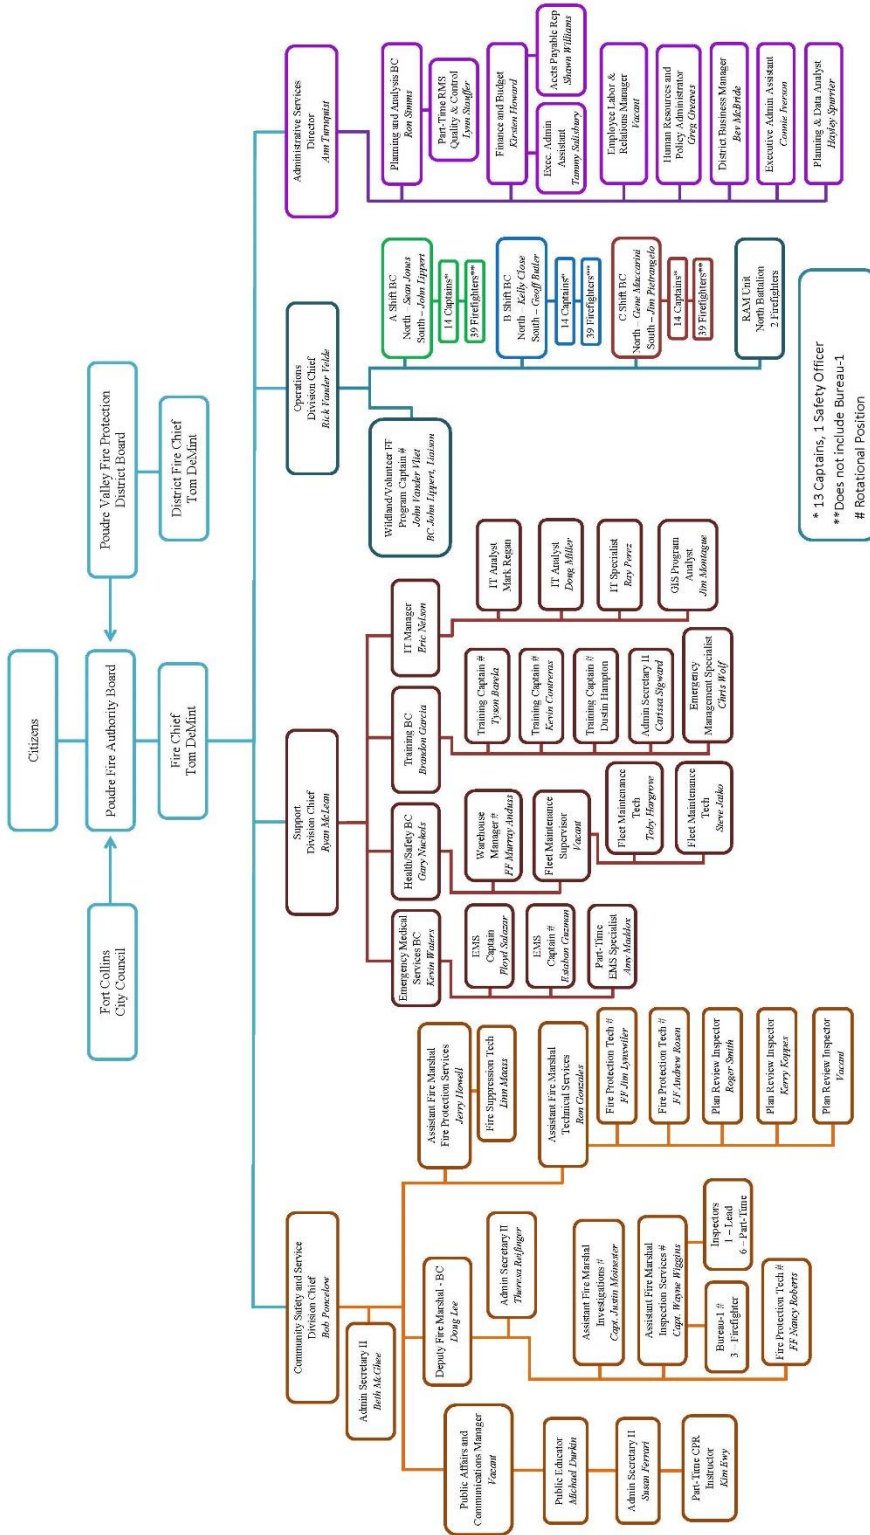 Citizens
Fort Collins
City Council
Poudre Fire Authority Board
Poudre Valley Fire Protection
District Board
Fire Chief
Tom DeMint
District Fire Chief
Tom DeMint
Community Safety and Service
Division Chief
Bob Poncelow
Admin Secretary II
Beth McGhee
Public Affairs and
Communications Manager
Vacant
Public Educator
Michael Durkin
Admin Secretary II
Susan Ferrari
Part-Time CPR
Instructor
Kim Ewy
Deputy Fire Marshal - BC
Doug Lee
Admin Secretary II
Theresa Reifinger
Assistant Fire Marshal
Investigations #
Capt. Justin Moinester
Assistant Fire Marshal
Inspection Services #
Capt. Wayne Wiggins
Bureau-1 #
3 – Firefighter
Inspectors
1 – Lead
6 – Part-Time
Fire Protection Tech #
FF Nancy Roberts
Assistant Fire Marshal
Fire Protection Services
Jerry Howell
Fire Suppression Tech
Linn Maass
Assistant Fire Marshal
Technical Services
Ron Gonzales
Fire Protection Tech #
FF Jim Lynxwiler
Fire Protection Tech #
FF Andrew Rosen
Plan Review Inspector
Roger Smith
Plan Review Inspector
Kerry Koppes
Plan Review Inspector
Vacant
Support
Division Chief
Ryan McLean
Emergency Medical
Services BC
Kevin Waters
EMS
Captain
Floyd Salazar
EMS
Captain #
Estaban Guzman
Part-Time
EMS Specialist
Amy Maddox
Health/Safety BC
Gary Nuckols
Warehouse
Manager #
FF Murray Anduss
Fleet Maintenance
Supervisor
Vacant
Fleet Maintenance
Tech
Toby Hargrove
Fleet Maintenance
Tech
Steve Jatko
Training BC
Brandon Garcia
Training Captain #
Tyson Barela
Training Captain #
Kevin Contreras
Training Captain #
Dustin Hampton
Admin Secretary II
Carissa Sigward
Emergency
Management Specialist
Chris Wolf
IT Manager
Eric Nelson
IT Analyst
Mark Regan
IT Analyst
Doug Miller
IT Specialist
Ray Perez
GIS Program
Analyst
Jim Montague
Operations
Division Chief
Rick Vander Velde
Wildland/Volunteer FF
Program Captain #
John Vander Vliet
BC John Lippert, Liaison
A Shift BC
North – Sean Jones
South – John Lippert
14 Captains*
39 Firefighters**
B Shift BC
North – Kelly Close
South – Geoff Butler
14 Captains*
39 Firefighters**
C Shift BC
North – Gene Maccarini
South – Jim Pietrangelo
14 Captains*
39 Firefighters**
RAM Unit
North Battalion
2 Firefighters
Administrative Services
Director
Ann Turnquist
Planning and Analysis BC
Ron Simms
Part-Time RMS
Quality & Control
Lynn Stauffer
Finance and Budget
Kirsten Howard
Exec. Admin
Assistant
Tammy Salisbury
Accts Payable Rep
Shawn Williams
Employee Labor &
Relations Manager
Vacant
Human Resources and
Policy Administrator
Greg Greaves
District Business Manager
Bev McBride
Executive Admin Assistant
Connie Iverson
Planning & Data Analyst
Hayley Spurrier
* 13 Captains, 1 Safety Officer
**Does not include Bureau-1
# Rotational Position